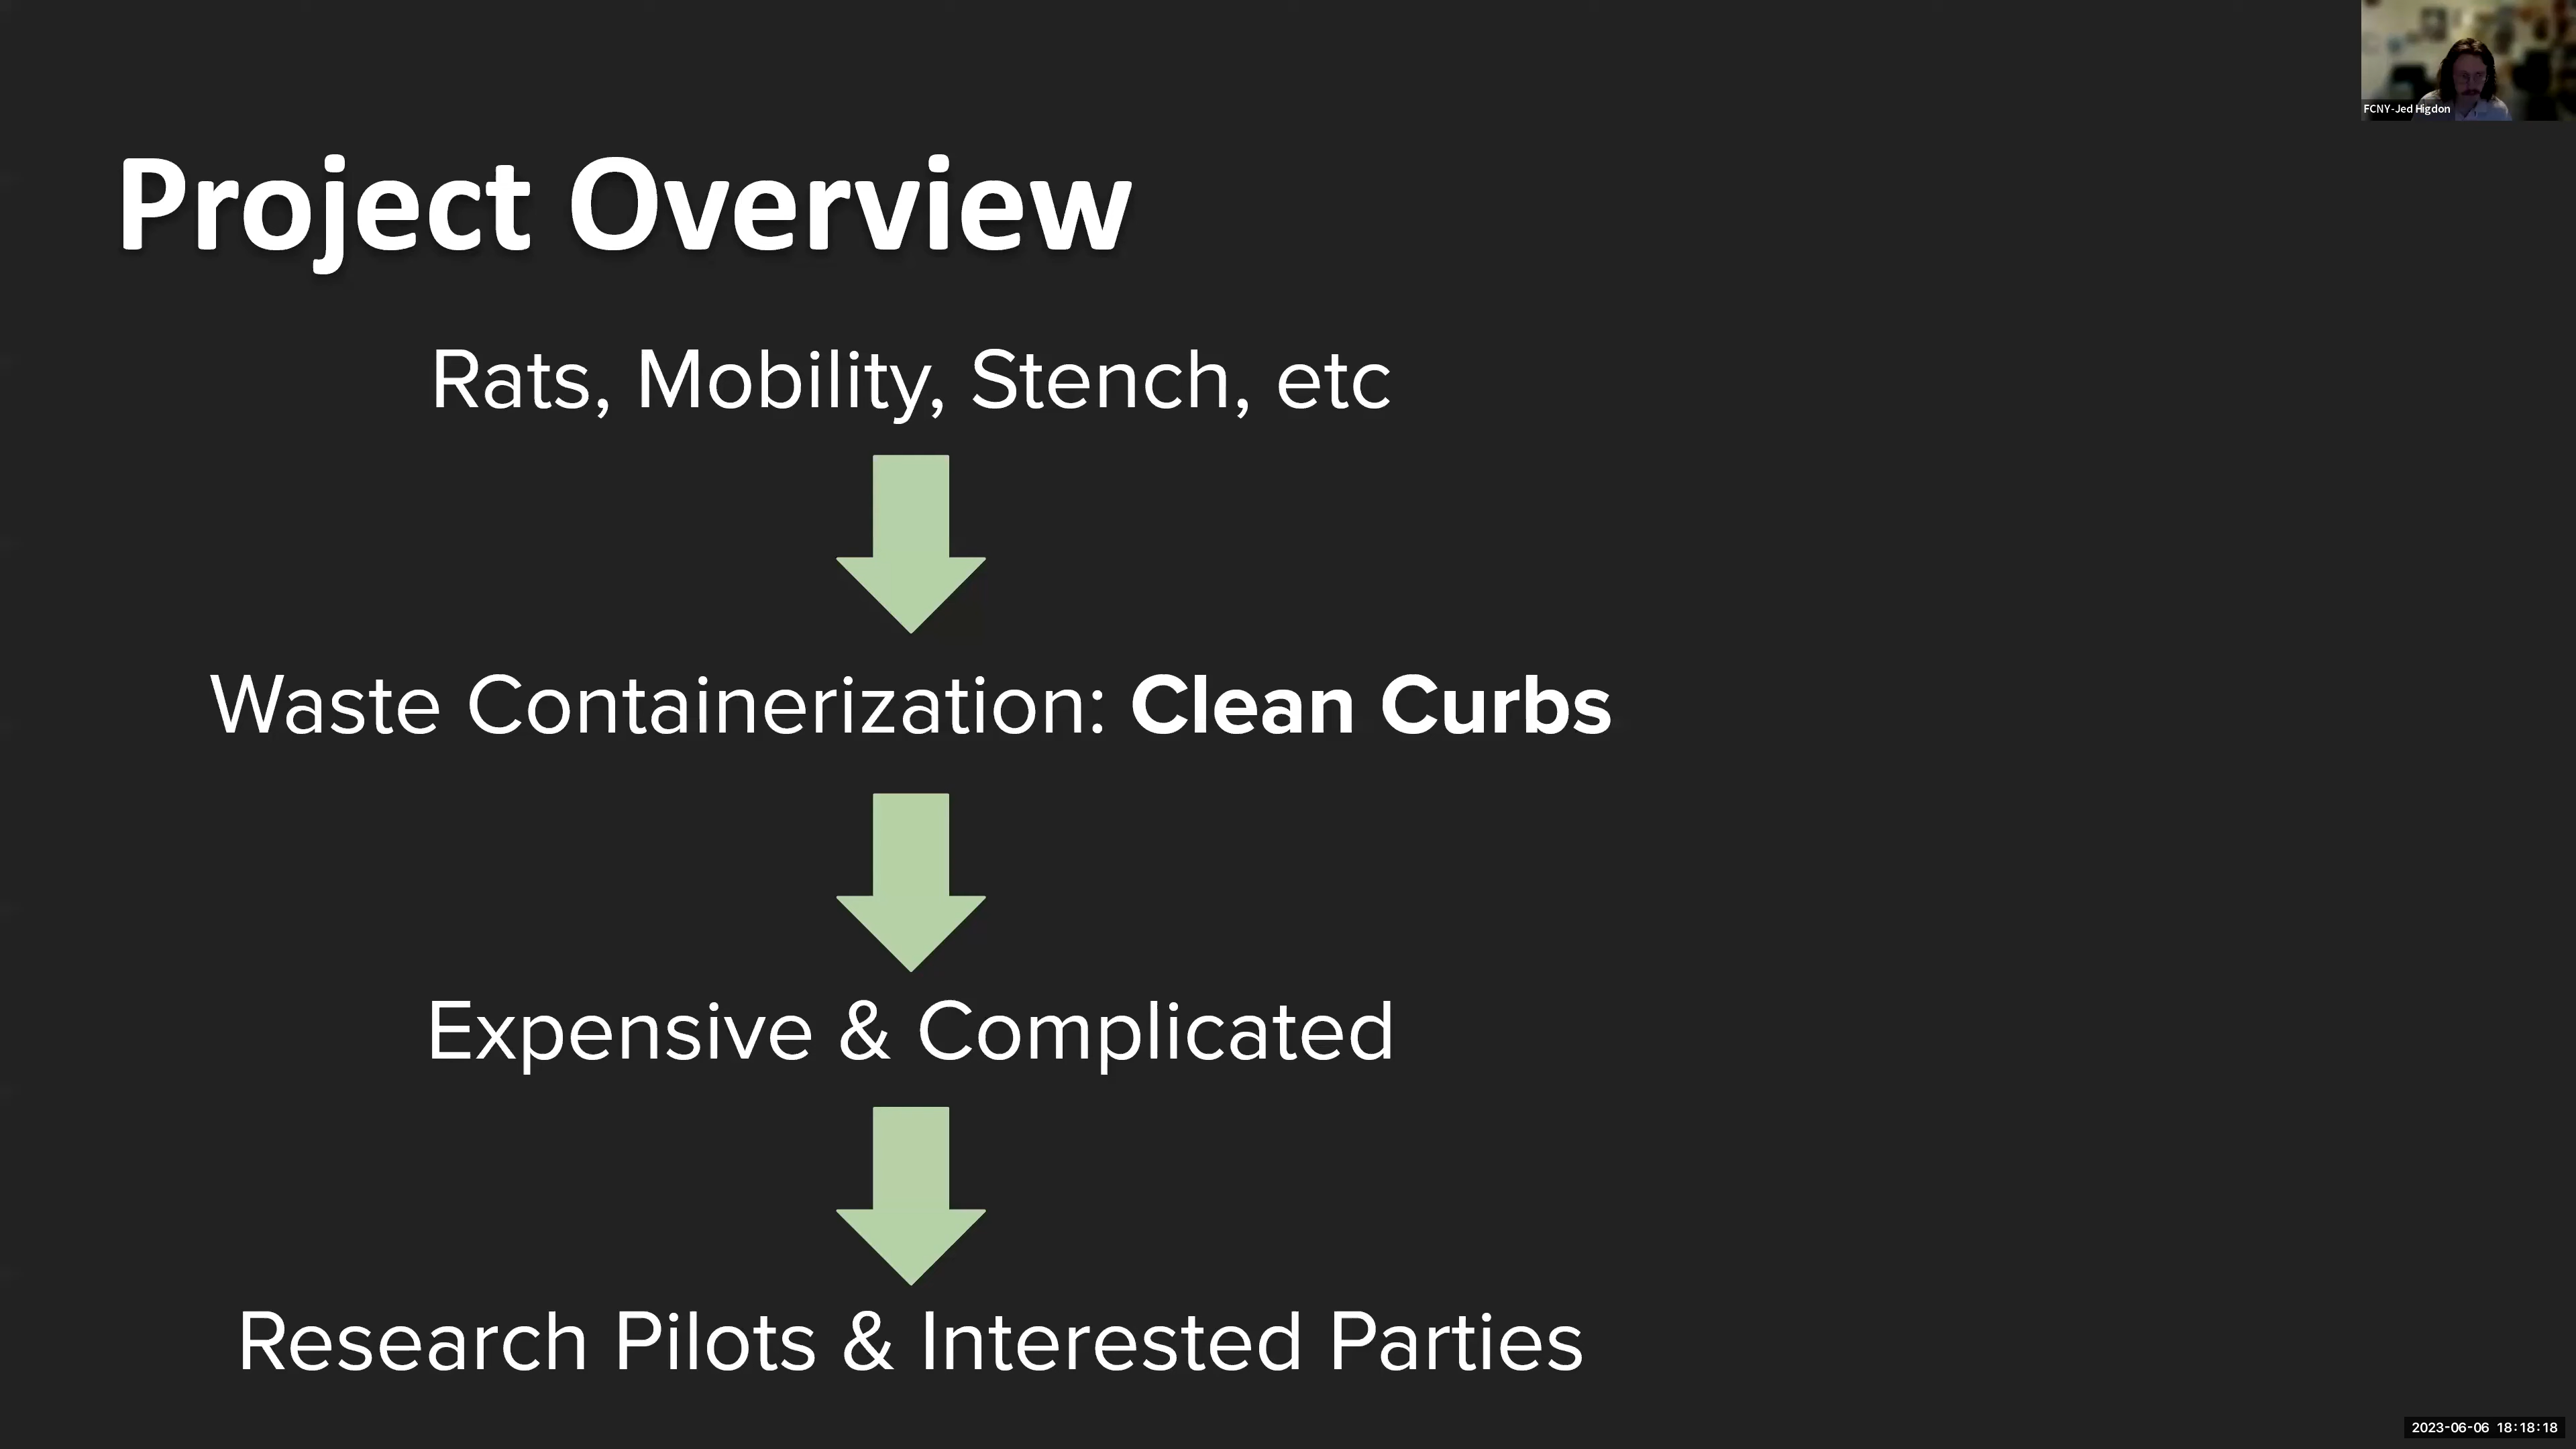 FCNY-Jed Higdon
Project Overview
Rats, Mobility, Stench, etc
Waste Containerization: Clean Curbs
Expensive & Complicated
Research Pilots & Interested Parties
2023-06-06 18:18:18